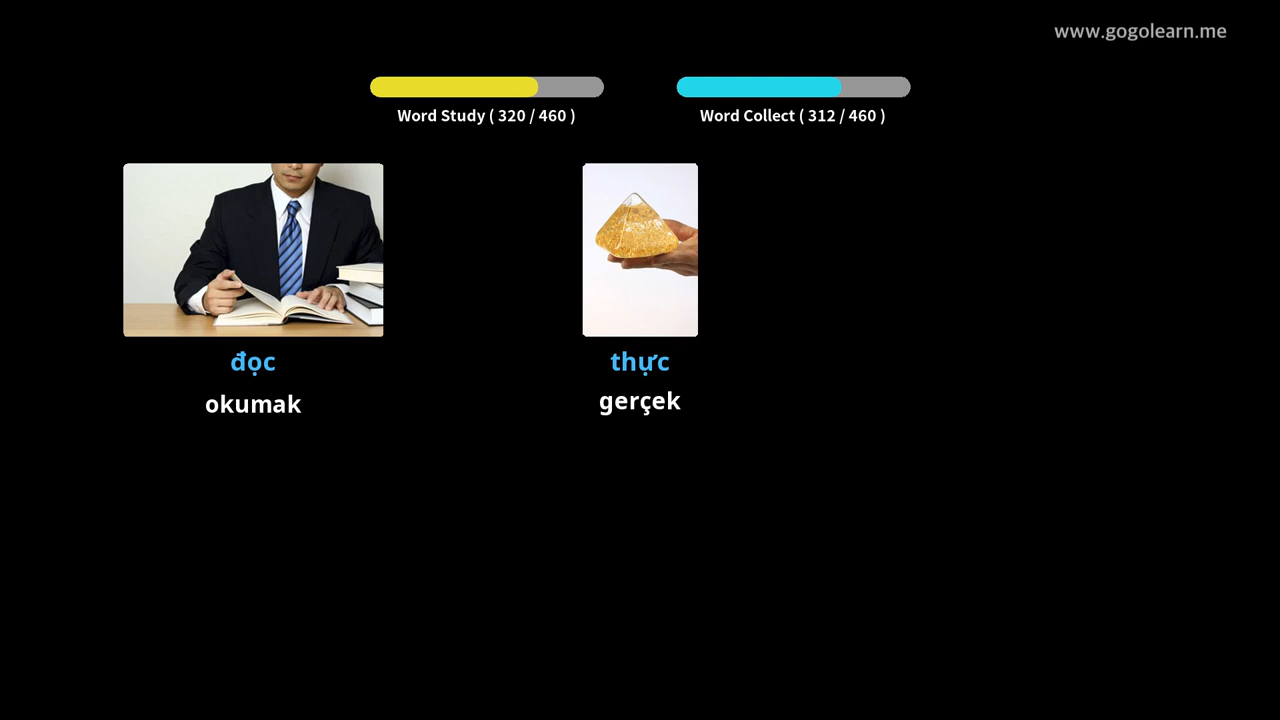 www.gogolearn.me
Word Study ( 320 / 460 )
Word Collect ( 312 / 460 )
đọc
okumak
thực
gerçek